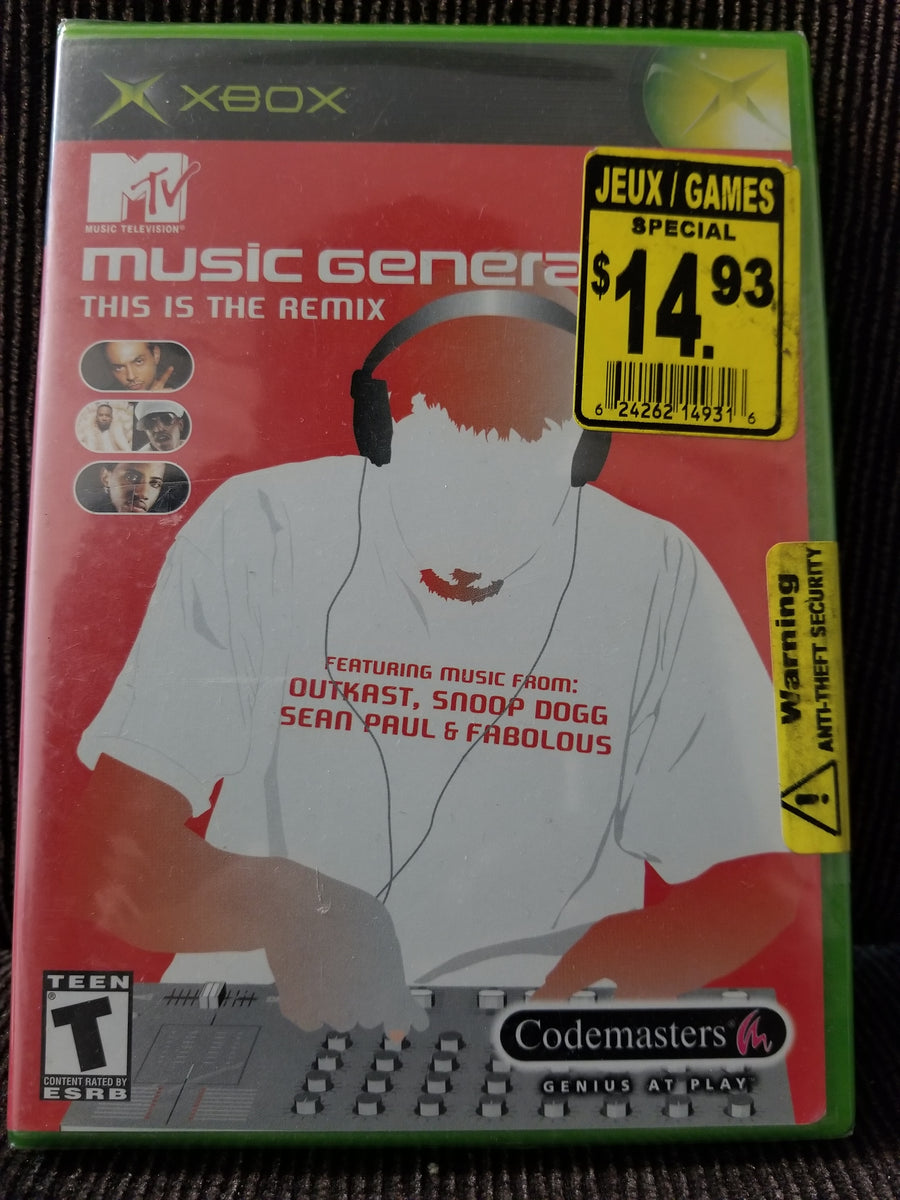 XBOX
MTV
MUSIC TELEVISION®
music Genera
THIS IS THE REMIX
JEUX / GAMES
SPECIAL
$14.93
6 24262 14931 6
FEATURING MUSIC FROM:
OUTKAST, SNOOP DOGG
SEAN PAUL & FABOLOUS
Warning
ANTI-THEFT SECURITY
TEEN
T
®
CONTENT RATED BY
ESRB
Codemasters®
GENIUS AT PLAY™